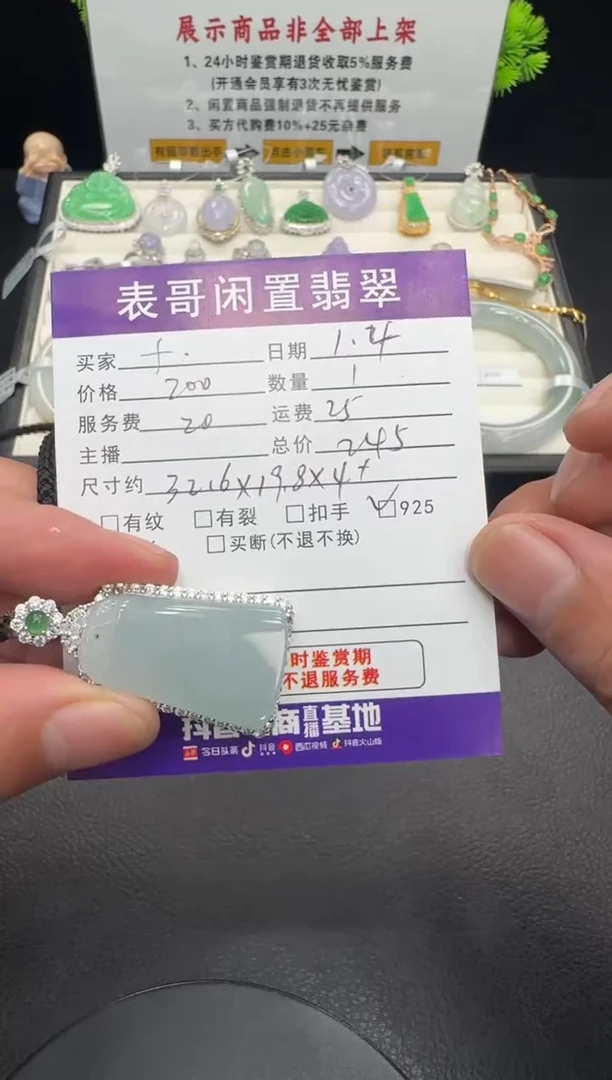 展示商品非全部上架
1、24小时鉴赏期退货收取5%服务费
(开通会员享有3次无忧鉴赏)
2、闲置商品强制退货不再提供服务
3、买方代购费10%+25元杂费
表哥闲置翡翠
买家 日期 1.4
价格 200 数量 1
服务费 20 运费 25
主播 总价 245
尺寸约 32.6×19.8×4+
□有纹 □有裂 □扣手 ☑925
□买断(不退不换)
时鉴赏期
不退服务费
抖音 商直播基地
头条 今日头条 抖音 西瓜视频 抖音火山版